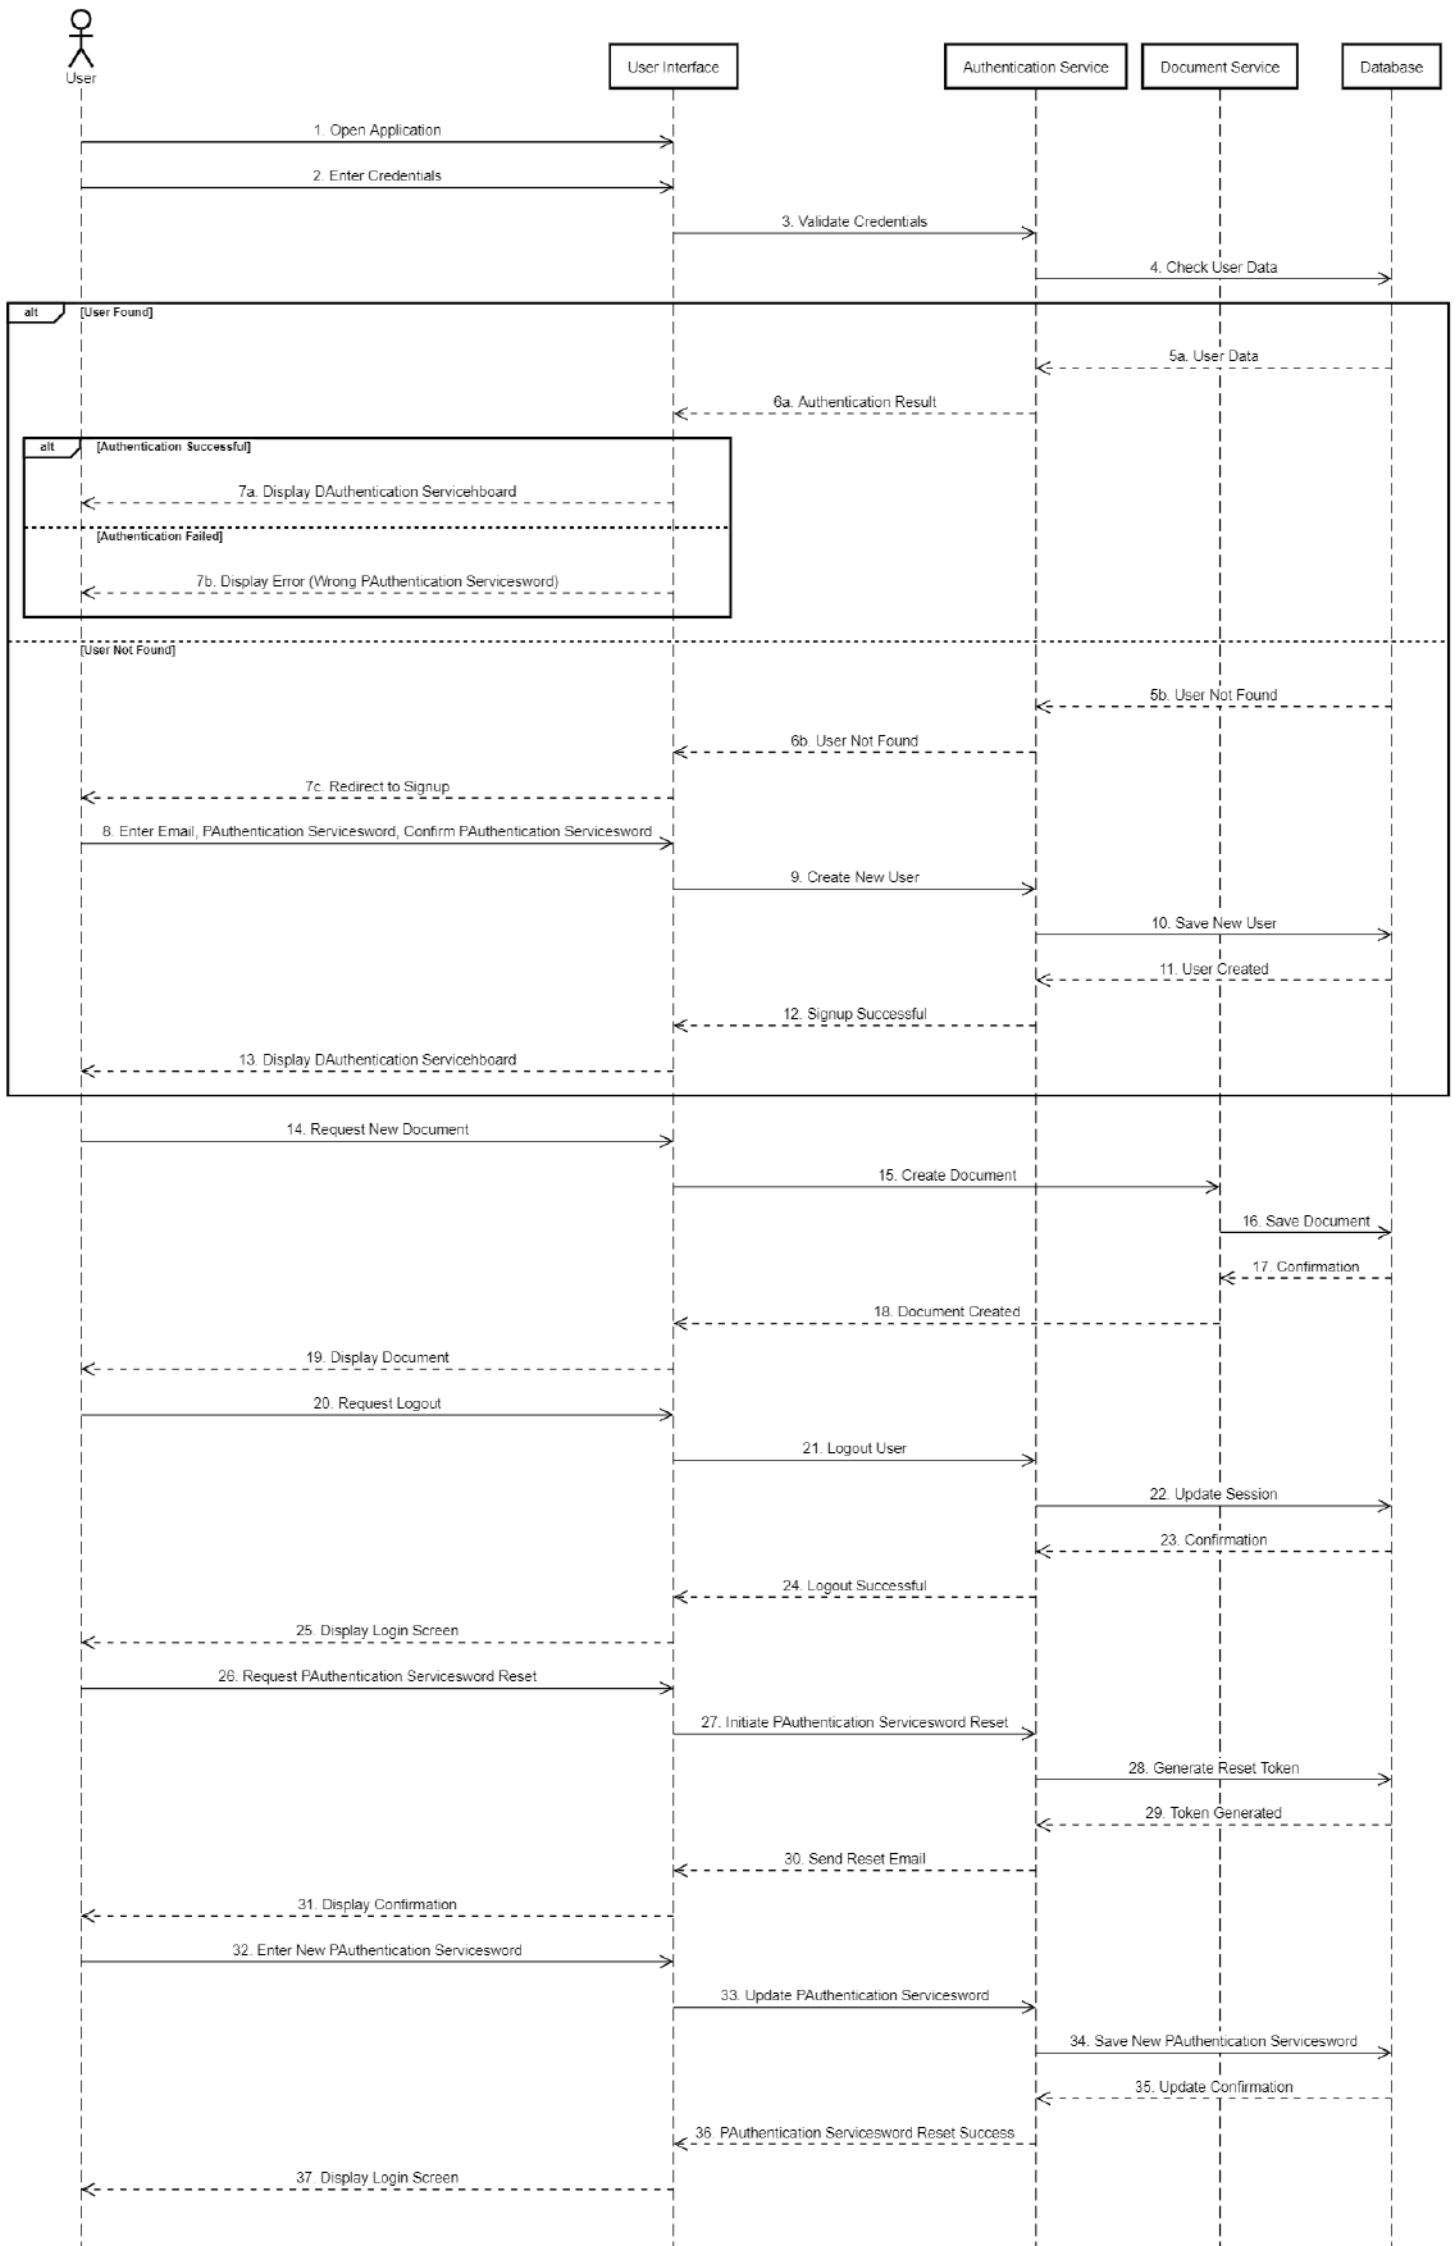 User
User Interface
Authentication Service
Document Service
Database
1. Open Application
2. Enter Credentials
3. Validate Credentials
4. Check User Data
alt
[User Found]
5a. User Data
6a. Authentication Result
alt
[Authentication Successful]
7a. Display DAuthentication Servicehboard
[Authentication Failed]
7b. Display Error (Wrong PAuthentication Servicesword)
[User Not Found]
5b. User Not Found
6b. User Not Found
7c. Redirect to Signup
8. Enter Email, PAuthentication Servicesword, Confirm PAuthentication Servicesword
9. Create New User
10. Save New User
11. User Created
12. Signup Successful
13. Display DAuthentication Servicehboard
14. Request New Document
15. Create Document
16. Save Document
17. Confirmation
18. Document Created
19. Display Document
20. Request Logout
21. Logout User
22. Update Session
23. Confirmation
24. Logout Successful
25. Display Login Screen
26. Request PAuthentication Servicesword Reset
27. Initiate PAuthentication Servicesword Reset
28. Generate Reset Token
29. Token Generated
30. Send Reset Email
31. Display Confirmation
32. Enter New PAuthentication Servicesword
33. Update PAuthentication Servicesword
34. Save New PAuthentication Servicesword
35. Update Confirmation
36. PAuthentication Servicesword Reset Success
37. Display Login Screen